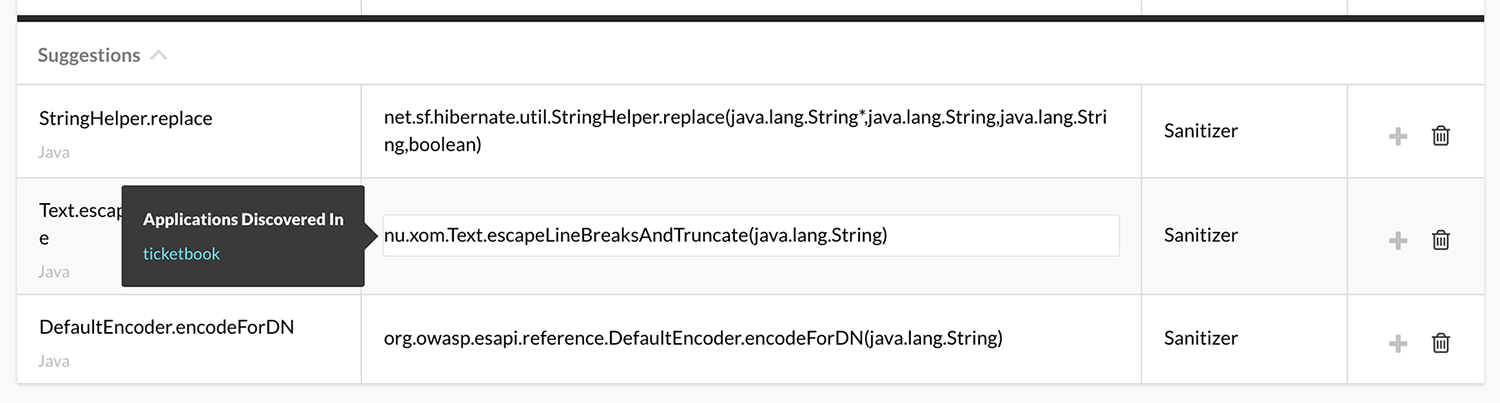 Suggestions
StringHelper.replace
Java
net.sf.hibernate.util.StringHelper.replace(java.lang.String*,java.lang.String,java.lang.Stri
ng,boolean)
Sanitizer
Text.escap
e
Java
Applications Discovered In
ticketbook
nu.xom.Text.escapeLineBreaksAndTruncate(java.lang.String)
Sanitizer
DefaultEncoder.encodeForDN
Java
org.owasp.esapi.reference.DefaultEncoder.encodeForDN(java.lang.String)
Sanitizer